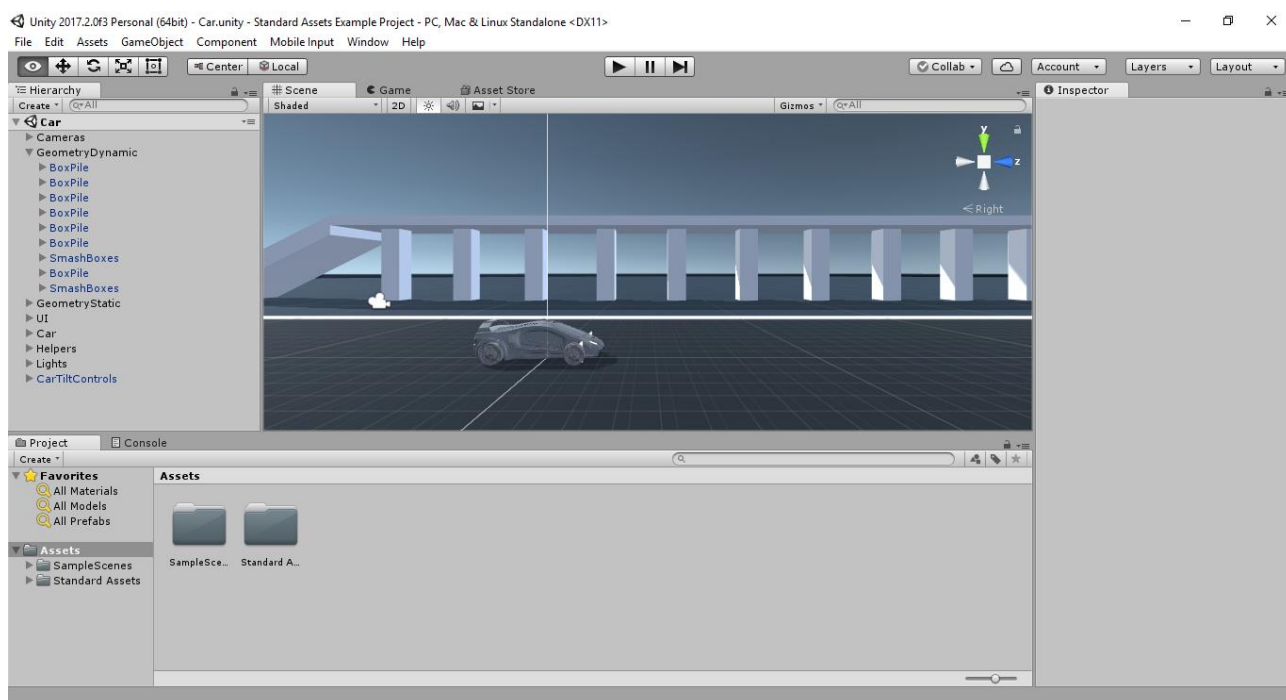 Unity 2017.2.0f3 Personal (64bit) - Car.unity - Standard Assets Example Project - PC, Mac & Linux Standalone <DX11>
File Edit Assets GameObject Component Mobile Input Window Help
Center Local Collab Account Layers Layout
Hierarchy
Create All
Car
Cameras
GeometryDynamic
BoxPile
BoxPile
BoxPile
BoxPile
BoxPile
BoxPile
SmashBoxes
BoxPile
SmashBoxes
GeometryStatic
UI
Car
Helpers
Lights
CarTiltControls
Scene Game Asset Store
Shaded 2D Gizmos All
y
z
Right
Inspector
Project Console
Create
Favorites
All Materials
All Models
All Prefabs
Assets
SampleScenes
Standard Assets
Assets
SampleSce... Standard A...